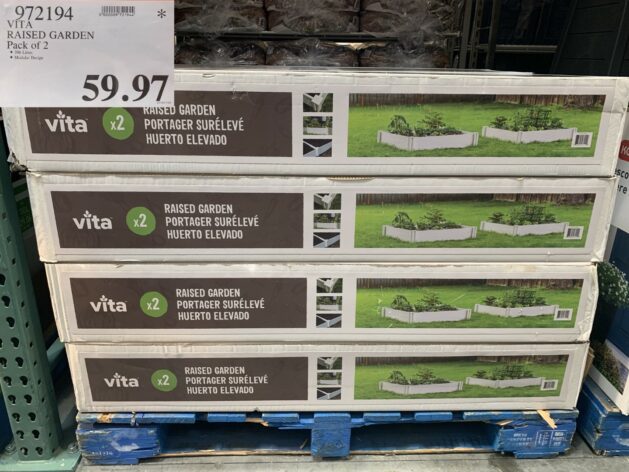 972194
*
VITA
RAISED GARDEN
Pack of 2
• Modular Design
59.97
vita
x2
RAISED GARDEN
PORTAGER SURÉLEVÉ
HUERTO ELEVADO
vita
x2
RAISED GARDEN
PORTAGER SURÉLEVÉ
HUERTO ELEVADO
vita
x2
RAISED GARDEN
PORTAGER SURÉLEVÉ
HUERTO ELEVADO
vita
x2
RAISED GARDEN
PORTAGER SURÉLEVÉ
HUERTO ELEVADO